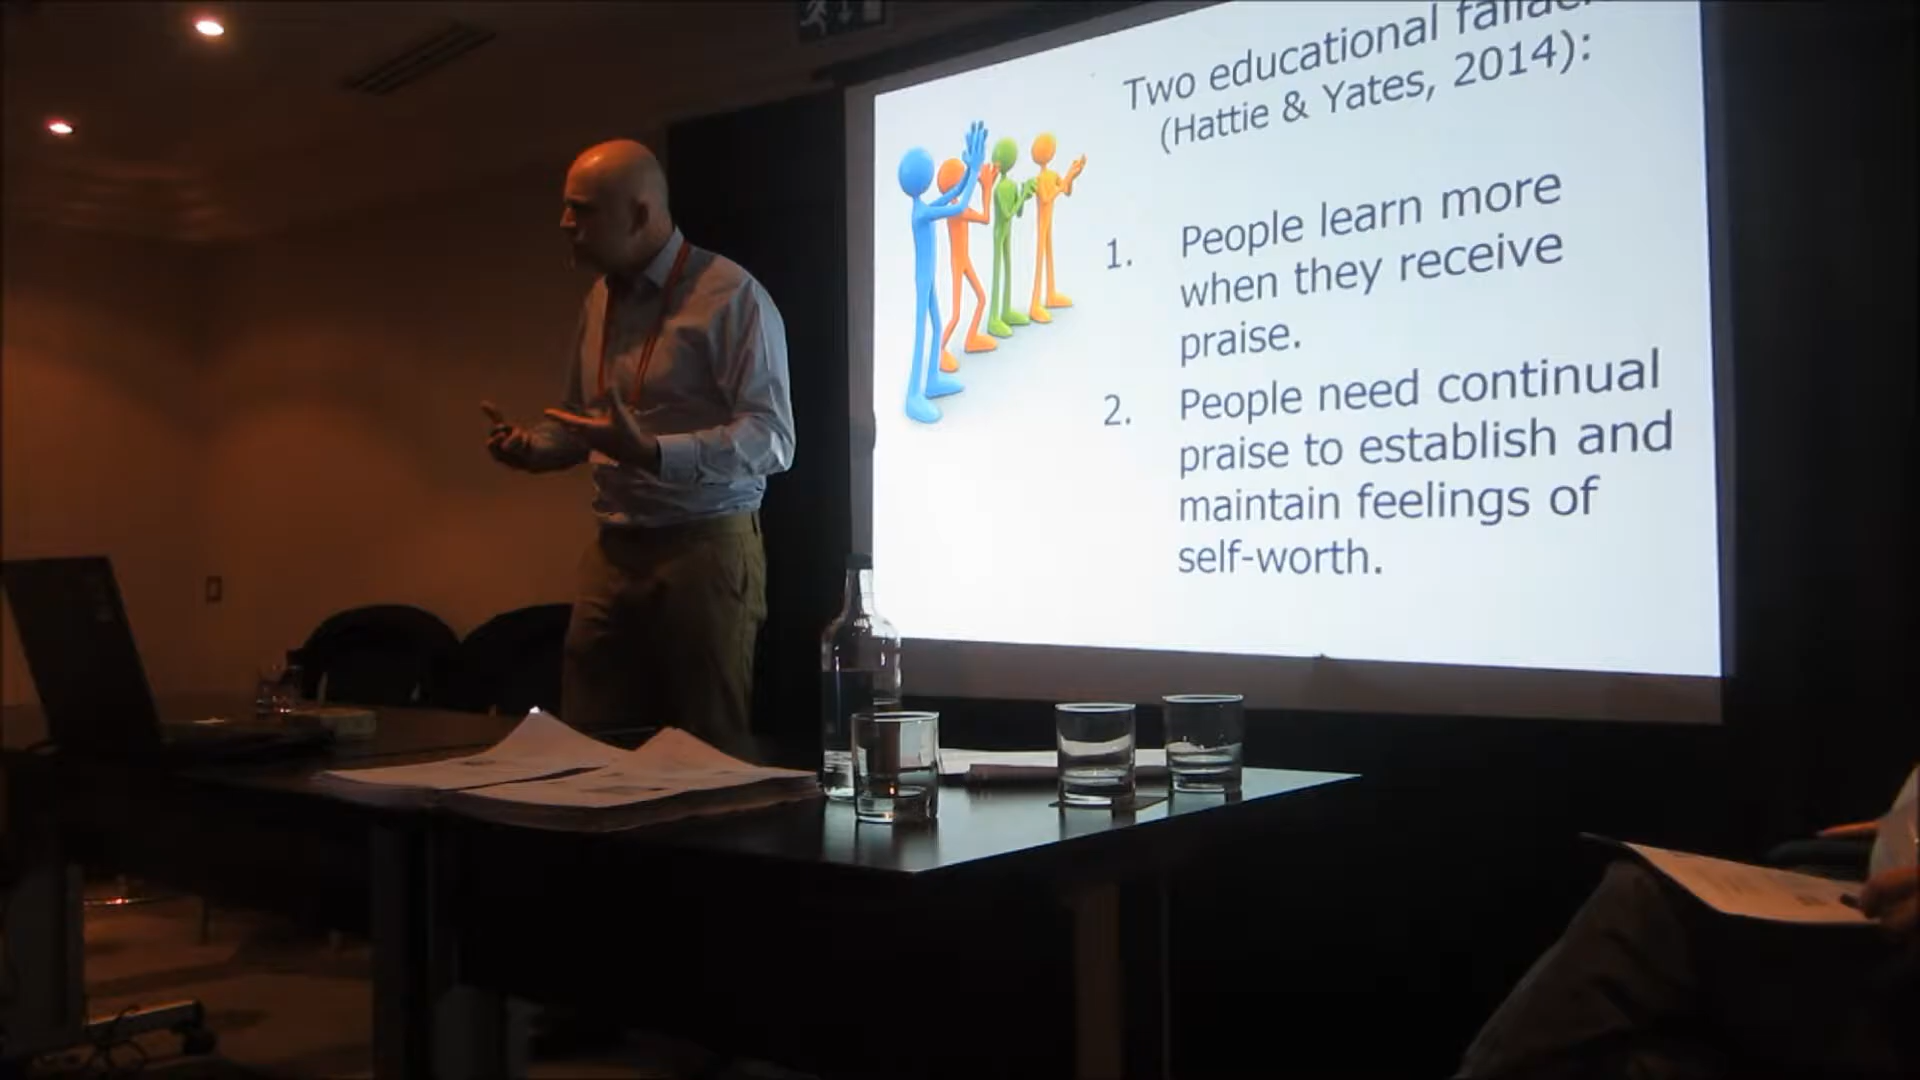 Two educational
(Hattie & Yates, 2014):
1. People learn more
when they receive
praise.
2. People need continual
praise to establish and
maintain feelings of
self-worth.